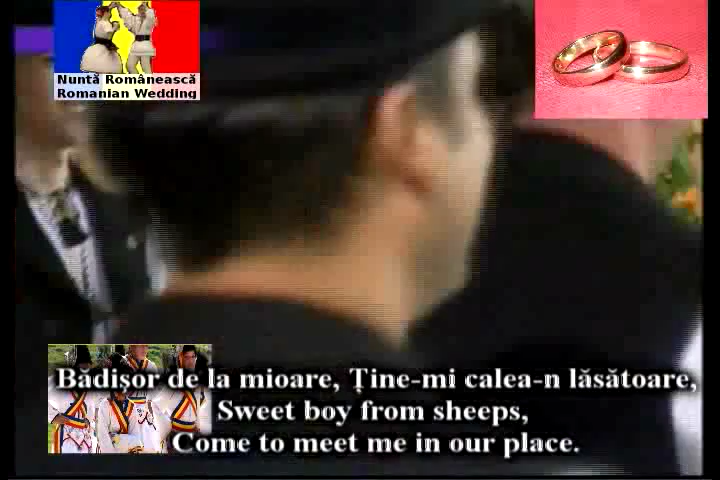 Nuntă Românească
Romanian Wedding
Bădișor de la mioare, Ține-mi calea-n lăsătoare,
Sweet boy from sheeps,
Come to meet me in our place.